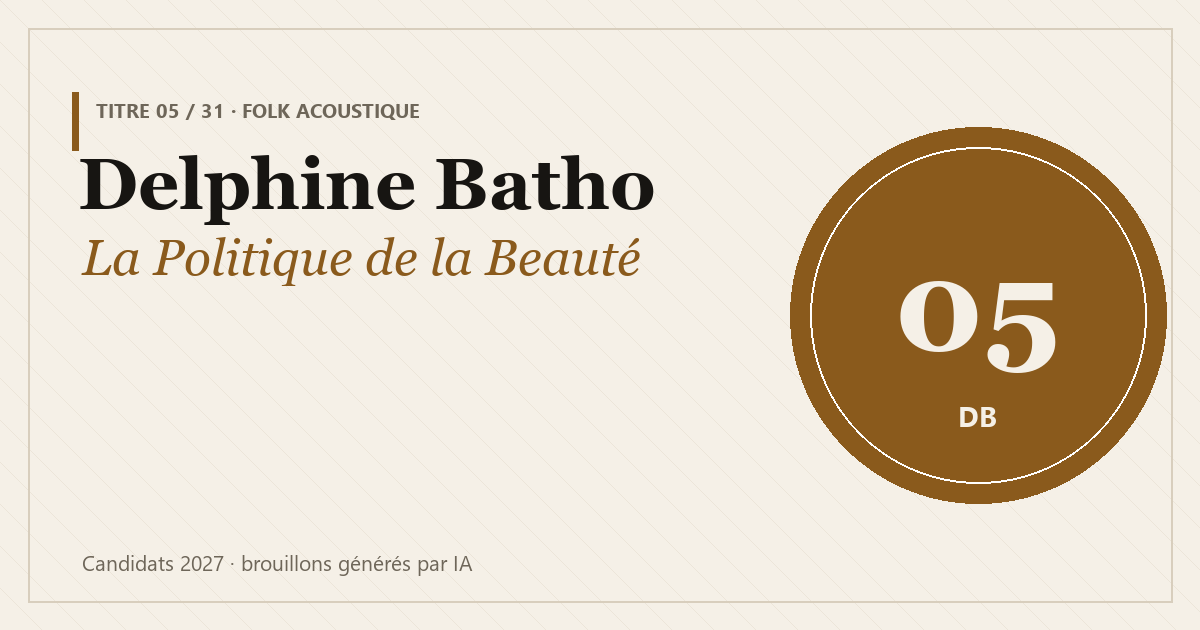 TITRE 05 / 31 · FOLK ACOUSTIQUE
Delphine Batho
La Politique de la Beauté
05
DB
Candidats 2027 · brouillons générés par IA